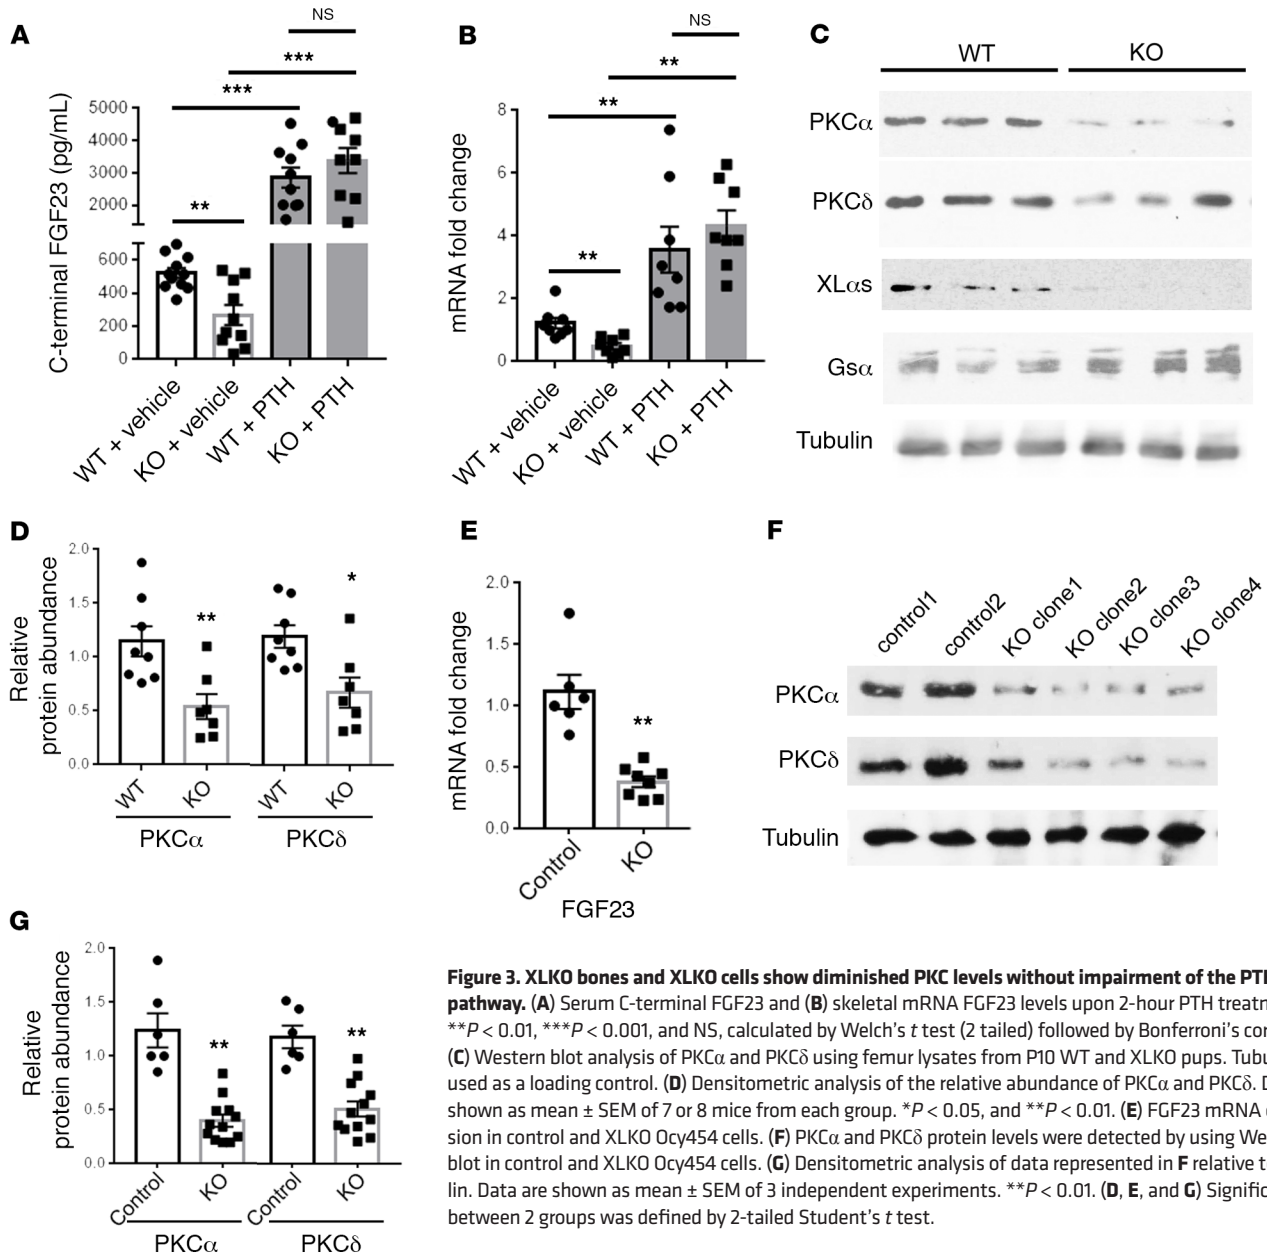 A
NS
***
***
**
C-terminal FGF23 (pg/mL)
5000
4000
3000
2000
600
400
200
0
WT + vehicle
KO + vehicle
WT + PTH
KO + PTH
B
NS
**
**
**
mRNA fold change
8
6
4
2
0
WT + vehicle
KO + vehicle
WT + PTH
KO + PTH
C
WT KO
PKCα
PKCδ
XLαs
Gsα
Tubulin
D
Relative
protein abundance
2.0
1.5
1.0
0.5
0.0
**
*
WT KO WT KO
PKCα PKCδ
E
mRNA fold change
2.0
1.5
1.0
0.5
0.0
**
Control KO
FGF23
F
control1 control2 KO clone1 KO clone2 KO clone3 KO clone4
PKCα
PKCδ
Tubulin
G
Relative
protein abundance
2.0
1.5
1.0
0.5
0.0
**
**
Control KO Control KO
PKCα PKCδ
Figure 3. XLKO bones and XLKO cells show diminished PKC levels without impairment of the PTH
pathway. (A) Serum C-terminal FGF23 and (B) skeletal mRNA FGF23 levels upon 2-hour PTH treatm
**P < 0.01, ***P < 0.001, and NS, calculated by Welch's t test (2 tailed) followed by Bonferroni's cor
(C) Western blot analysis of PKCα and PKCδ using femur lysates from P10 WT and XLKO pups. Tubu
used as a loading control. (D) Densitometric analysis of the relative abundance of PKCα and PKCδ. D
shown as mean ± SEM of 7 or 8 mice from each group. *P < 0.05, and **P < 0.01. (E) FGF23 mRNA
sion in control and XLKO Ocy454 cells. (F) PKCα and PKCδ protein levels were detected by using We
blot in control and XLKO Ocy454 cells. (G) Densitometric analysis of data represented in F relative t
lin. Data are shown as mean ± SEM of 3 independent experiments. **P < 0.01. (D, E, and G) Signific
between 2 groups was defined by 2-tailed Student's t test.